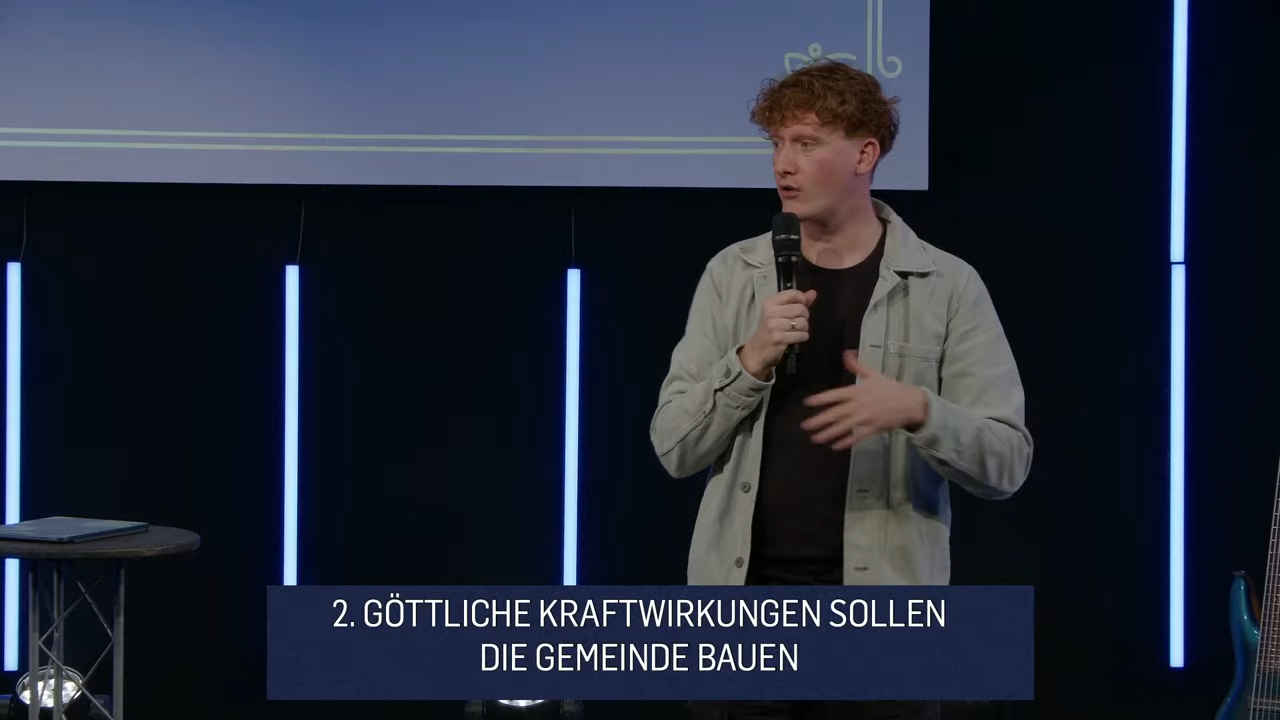 2. GÖTTLICHE KRAFTWIRKUNGEN SOLLEN
DIE GEMEINDE BAUEN